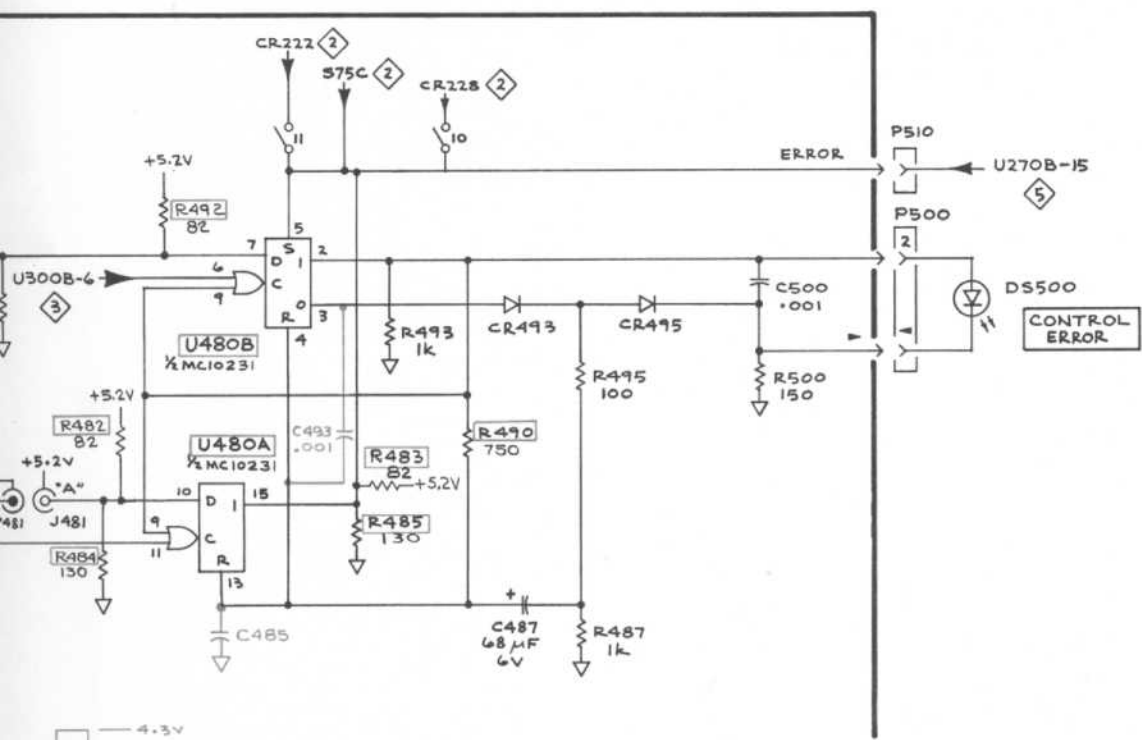 CR222 2
S75C 2
CR228 2
11
10
P510
ERROR
U270B-15
5
+5.2V
R492
82
P500
5
7
S
2
2
D
1
U300B-6
6
C
9
3
O
3
R
C500
.001
DS500
CONTROL
ERROR
CR493
CR495
R493
1k
4
U480B
½MC10231
R495
100
R500
150
+5.2V
R482
82
U480A
½MC10231
C493
.001
R490
750
R483
82
+5.2V
+5.2V
"A"
10
D
1
15
481
J481
9
C
R485
130
11
R
R484
130
13
+
C487
68 µF
6V
R487
1k
C485
4.3V